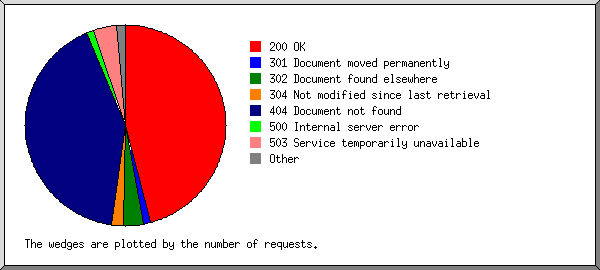 200 OK
301 Document moved permanently
302 Document found elsewhere
304 Not modified since last retrieval
404 Document not found
500 Internal server error
503 Service temporarily unavailable
Other
The wedges are plotted by the number of requests.